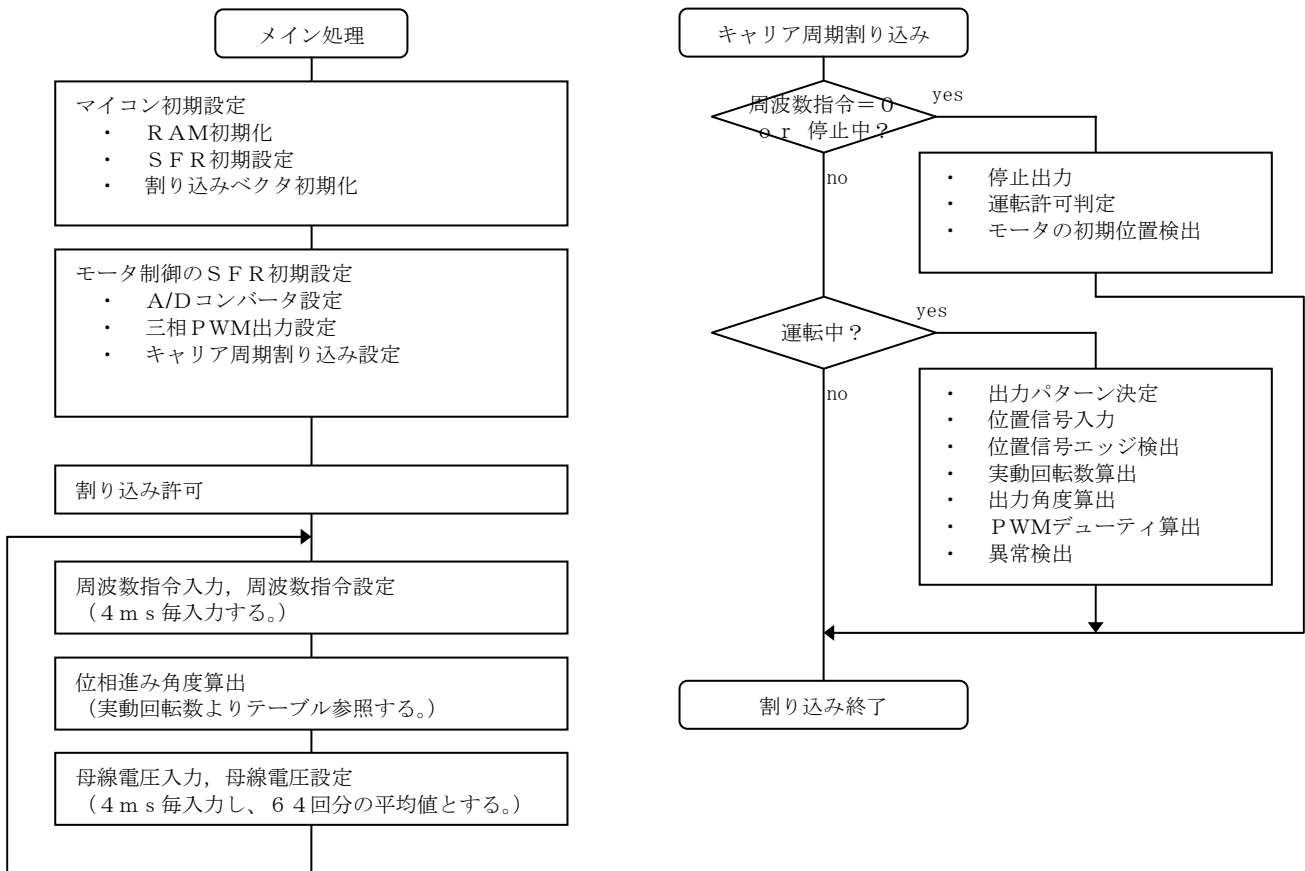 メイン処理
マイコン初期設定
・ ＲＡＭ初期化
・ ＳＦＲ初期設定
・ 割り込みベクタ初期化
モータ制御のＳＦＲ初期設定
・ A/Dコンバータ設定
・ 三相ＰＷＭ出力設定
・ キャリア周期割り込み設定
割り込み許可
周波数指令入力，周波数指令設定
（４ｍｓ毎入力する。）
位相進み角度算出
（実動回転数よりテーブル参照する。）
母線電圧入力，母線電圧設定
（４ｍｓ毎入力し、６４回分の平均値とする。）
キャリア周期割り込み
周波数指令＝０
ｏｒ 停止中？
yes
no
・ 停止出力
・ 運転許可判定
・ モータの初期位置検出
運転中？
yes
no
・ 出力パターン決定
・ 位置信号入力
・ 位置信号エッジ検出
・ 実動回転数算出
・ 出力角度算出
・ ＰＷＭデューティ算出
・ 異常検出
割り込み終了